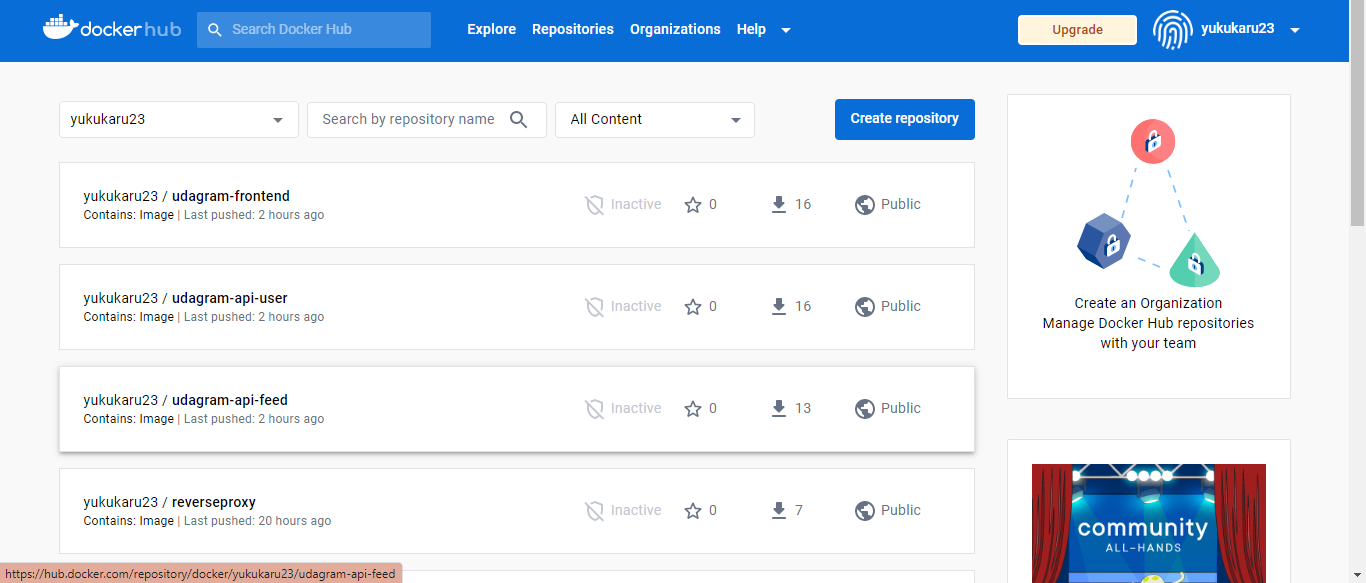 dockerhub
Search Docker Hub
Explore
Repositories
Organizations
Help
Upgrade
yukukaru23
yukukaru23
Search by repository name
All Content
Create repository
yukukaru23 / udagram-frontend
Contains: Image | Last pushed: 2 hours ago
Inactive
0
16
Public
yukukaru23 / udagram-api-user
Contains: Image | Last pushed: 2 hours ago
Inactive
0
16
Public
yukukaru23 / udagram-api-feed
Contains: Image | Last pushed: 2 hours ago
Inactive
0
13
Public
yukukaru23 / reverseproxy
Contains: Image | Last pushed: 20 hours ago
Inactive
0
7
Public
Create an Organization
Manage Docker Hub repositories
with your team
community
ALL-HANDS
https://hub.docker.com/repository/docker/yukukaru23/udagram-api-feed